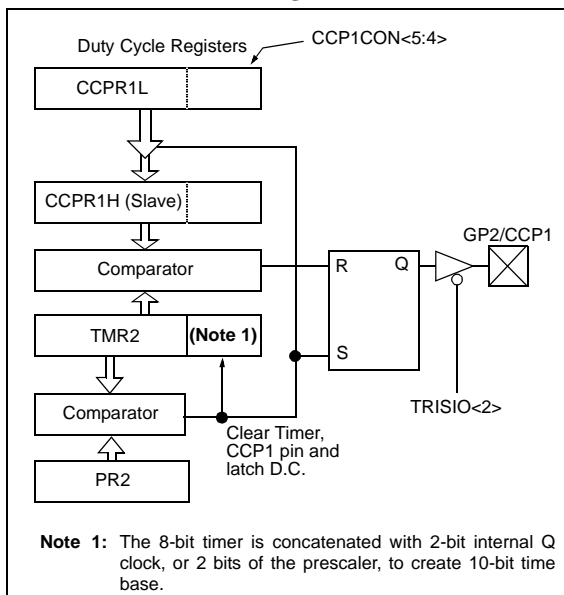 Duty Cycle Registers
CCP1CON<5:4>
CCPR1L
CCPR1H (Slave)
Comparator
TMR2
(Note 1)
Comparator
PR2
R
Q
S
GP2/CCP1
TRISIO<2>
Clear Timer,
CCP1 pin and
latch D.C.
Note 1: The 8-bit timer is concatenated with 2-bit internal Q
clock, or 2 bits of the prescaler, to create 10-bit time
base.